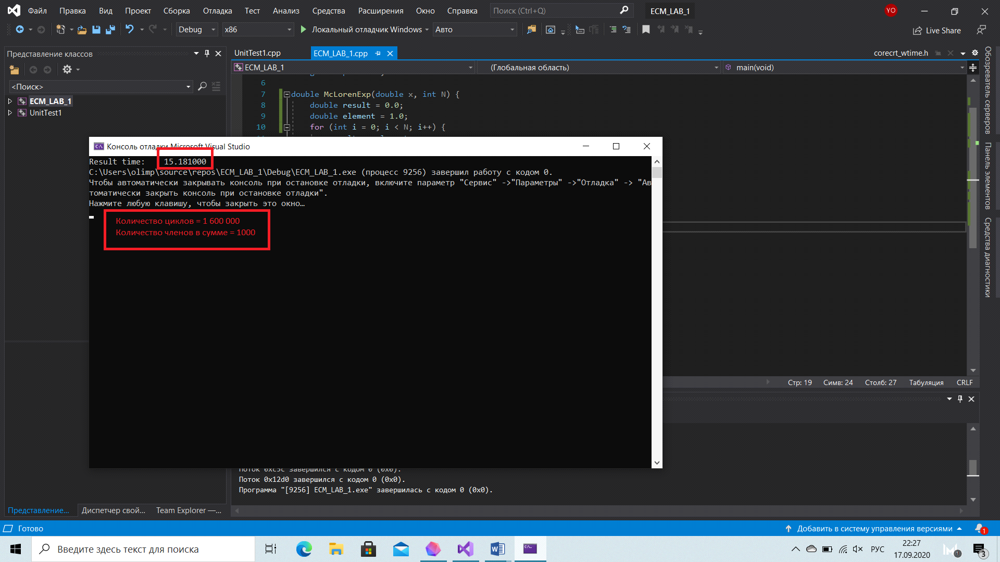 Файл Правка Вид Проект Сборка Отладка Тест Анализ Средства Расширения Окно Справка Поиск (Ctrl+Q) ECM_LAB_1 YO
Debug x86 Локальный отладчик Windows Авто Live Share
Представление классов
<Поиск>
ECM_LAB_1
UnitTest1
UnitTest1.cpp ECM_LAB_1.cpp corecrt_wtime.h
ECM_LAB_1 (Глобальная область) main(void)
6
7 double McLorenExp(double x, int N) {
8 double result = 0.0;
9 double element = 1.0;
10 for (int i = 0; i < N; i++) {
Консоль отладки Microsoft Visual Studio
Result time: 15.181000
C:\Users\olimp\source\repos\ECM_LAB_1\Debug\ECM_LAB_1.exe (процесс 9256) завершил работу с кодом 0.
Чтобы автоматически закрывать консоль при остановке отладки, включите параметр "Сервис" ->"Параметры" ->"Отладка" -> "Ав
томатически закрыть консоль при остановке отладки".
Нажмите любую клавишу, чтобы закрыть это окно…
Количество циклов = 1 600 000
Количество членов в сумме = 1000
Обозреватель серверов
Панель элементов
Средства диагностики
Стр: 19 Симв: 24 Столб: 27 Табуляция CRLF
Поток 0xc5c завершился с кодом 0 (0x0).
Поток 0x12d0 завершился с кодом 0 (0x0).
Программа "[9256] ECM_LAB_1.exe" завершилась с кодом 0 (0x0).
Представление... Диспетчер свой... Team Explorer —...
Готово Добавить в систему управления версиями 1
Введите здесь текст для поиска РУС 22:27
17.09.2020 1 3